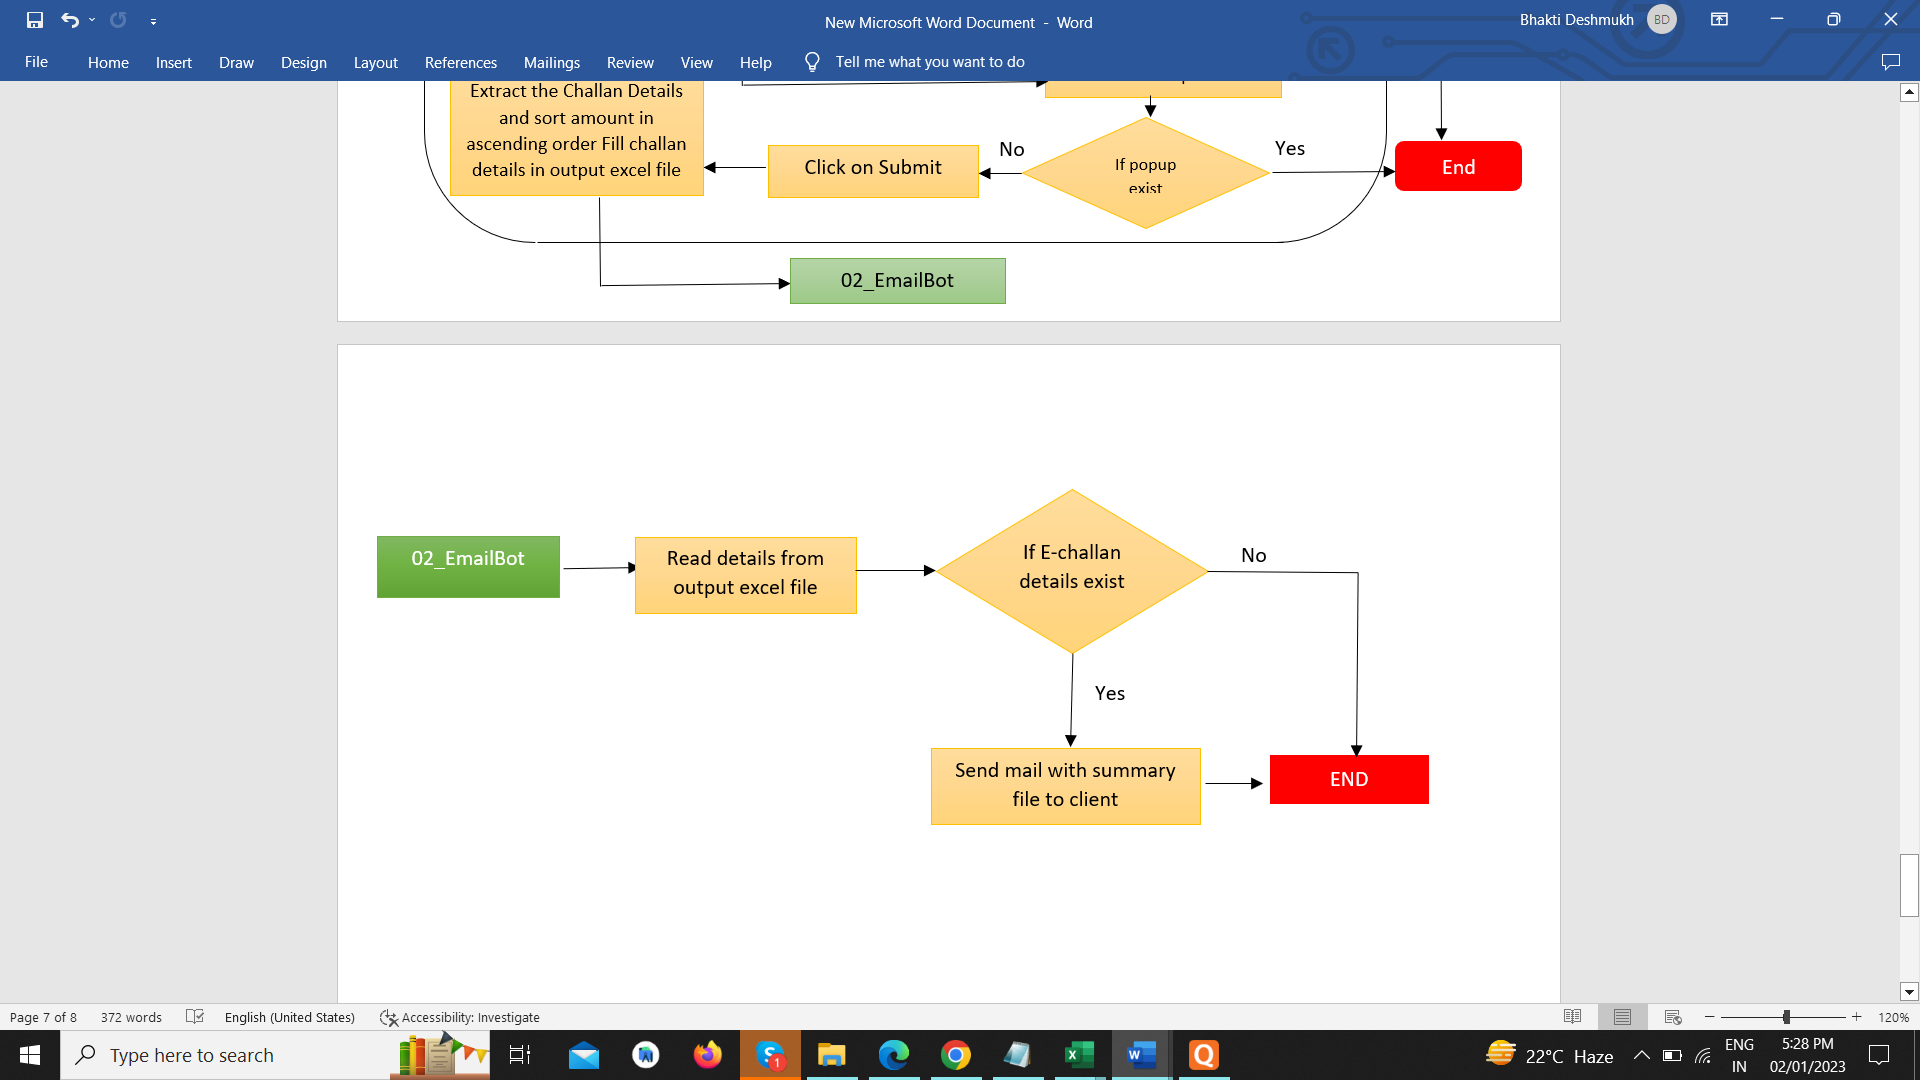 New Microsoft Word Document - Word
Bhakti Deshmukh
BD
File
Home
Insert
Draw
Design
Layout
References
Mailings
Review
View
Help
Tell me what you want to do
Extract the Challan Details
and sort amount in
ascending order Fill challan
details in output excel file
Click on Submit
No
If popup
exist
Yes
End
02_EmailBot
02_EmailBot
Read details from
output excel file
If E-challan
details exist
No
Yes
Send mail with summary
file to client
END
Page 7 of 8
372 words
English (United States)
Accessibility: Investigate
120%
Type here to search
1
22°C Haze
ENG
IN
5:28 PM
02/01/2023